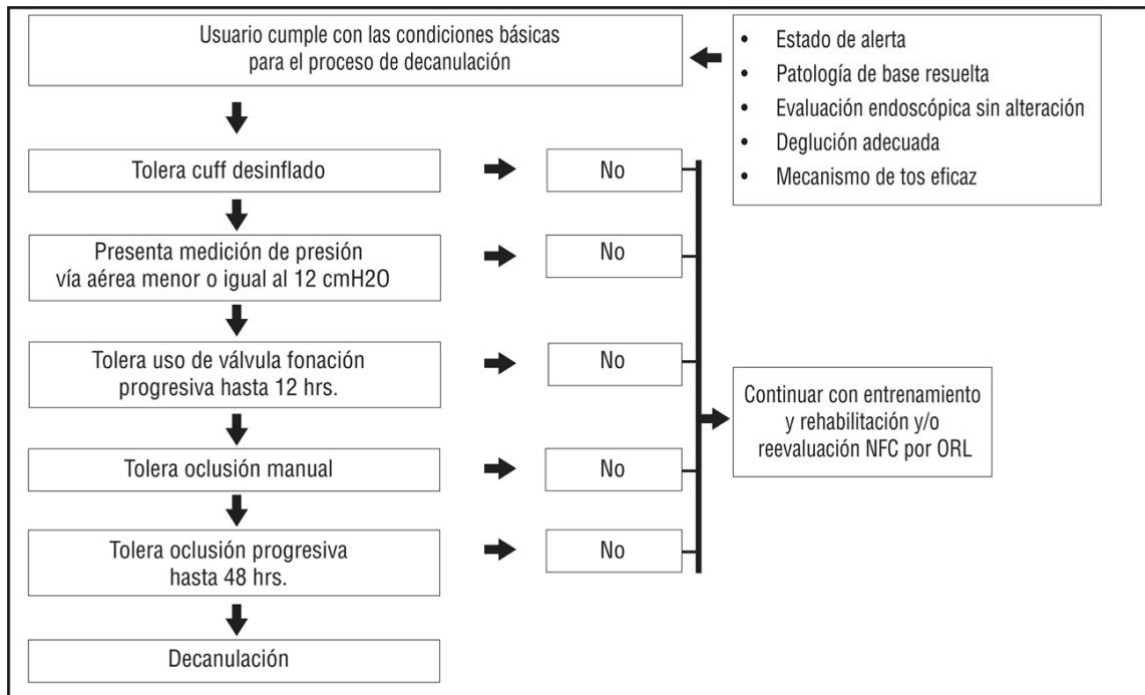 Usuario cumple con las condiciones básicas
para el proceso de decanulación
• Estado de alerta
• Patología de base resuelta
• Evaluación endoscópica sin alteración
• Deglución adecuada
• Mecanismo de tos eficaz
Tolera cuff desinflado
No
Presenta medición de presión
vía aérea menor o igual al 12 cmH2O
No
Tolera uso de válvula fonación
progresiva hasta 12 hrs.
No
Continuar con entrenamiento
y rehabilitación y/o
reevaluación NFC por ORL
Tolera oclusión manual
No
Tolera oclusión progresiva
hasta 48 hrs.
No
Decanulación